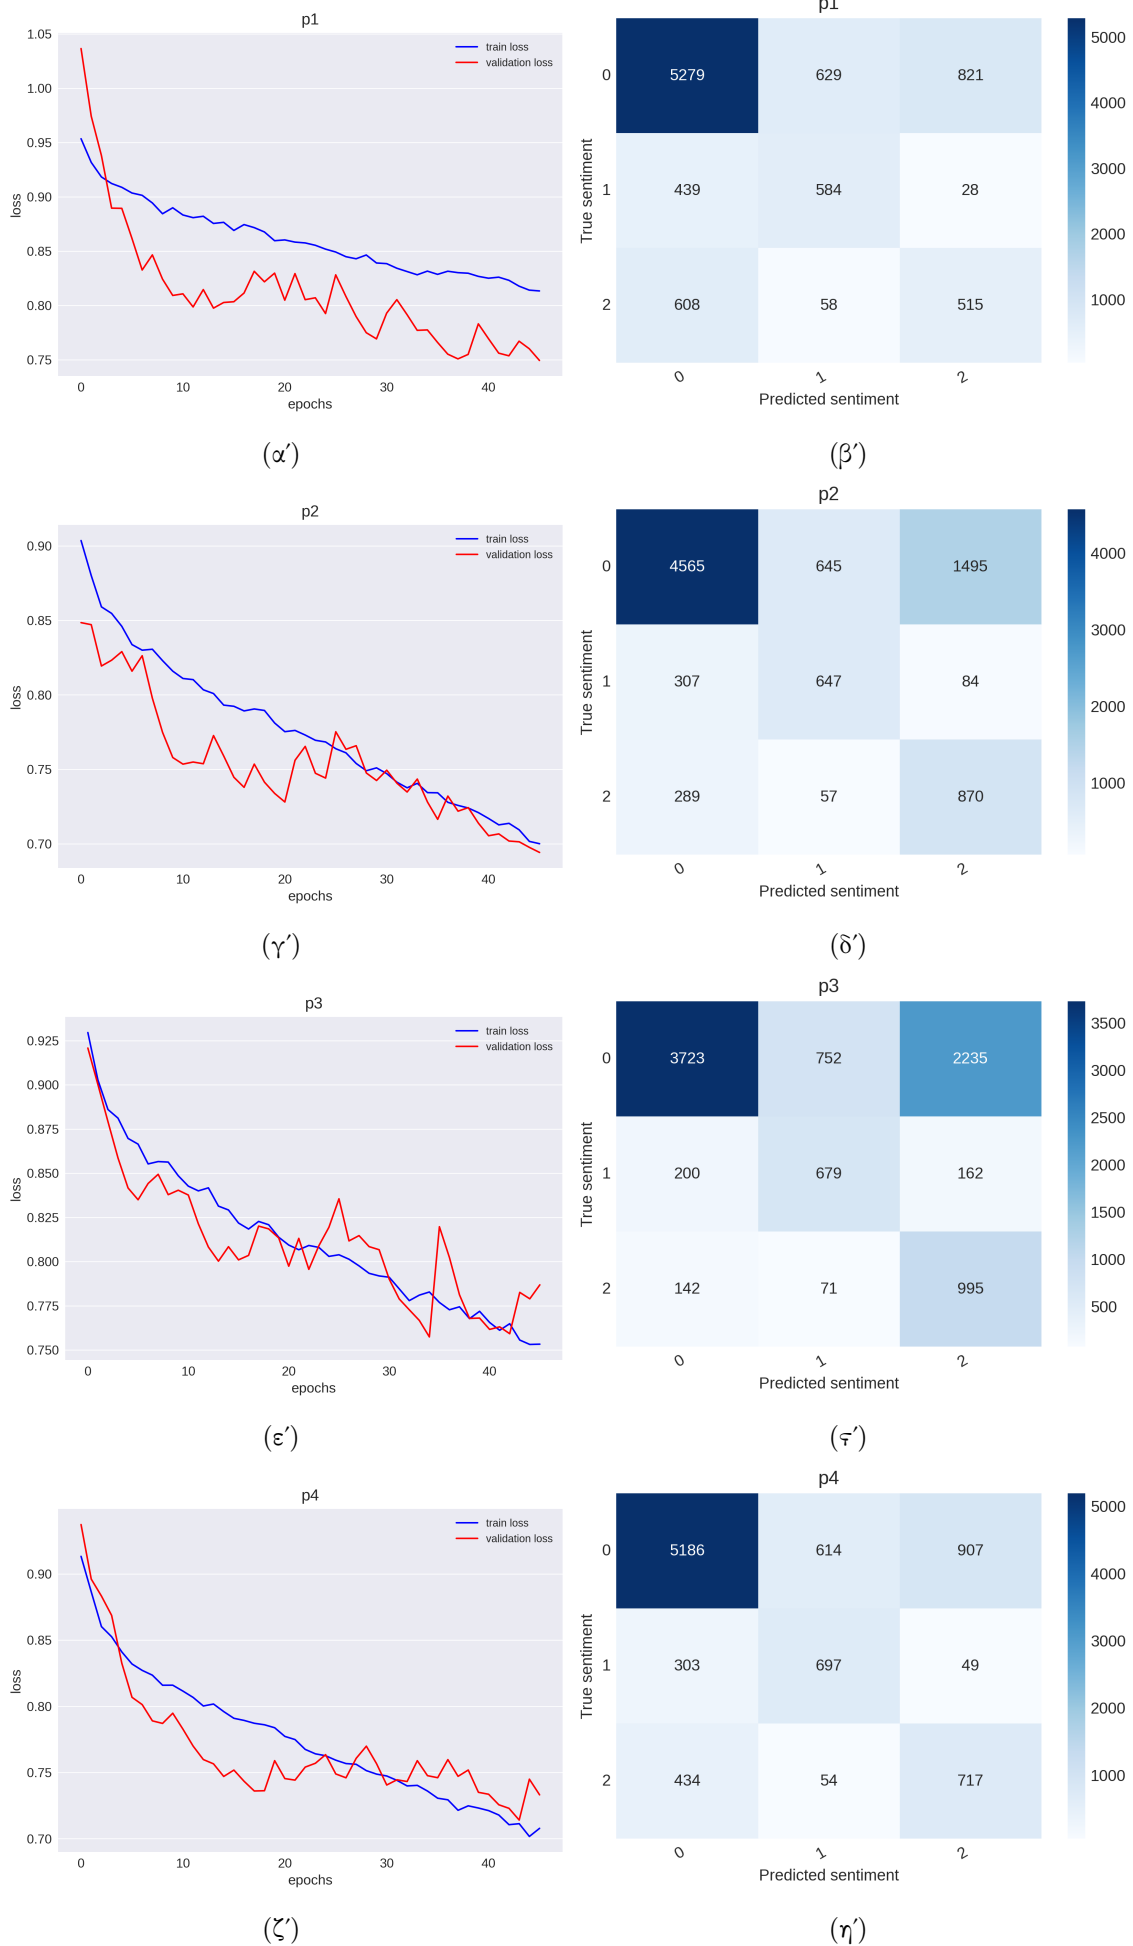 p1
1.05
1.00
0.95
0.90
0.85
0.80
0.75
loss
train loss
validation loss
0 10 20 30 40
epochs
(α΄)
p1
True sentiment
0 5279 629 821
1 439 584 28
2 608 58 515
0 1 2
Predicted sentiment
5000
4000
3000
2000
1000
(β΄)
p2
0.90
0.85
0.80
0.75
0.70
loss
train loss
validation loss
0 10 20 30 40
epochs
(γ΄)
p2
True sentiment
0 4565 645 1495
1 307 647 84
2 289 57 870
0 1 2
Predicted sentiment
4000
3000
2000
1000
(δ΄)
p3
0.925
0.900
0.875
0.850
0.825
0.800
0.775
0.750
loss
train loss
validation loss
0 10 20 30 40
epochs
(ε΄)
p3
True sentiment
0 3723 752 2235
1 200 679 162
2 142 71 995
0 1 2
Predicted sentiment
3500
3000
2500
2000
1500
1000
500
(ϛ΄)
p4
0.90
0.85
0.80
0.75
0.70
loss
train loss
validation loss
0 10 20 30 40
epochs
(ζ΄)
p4
True sentiment
0 5186 614 907
1 303 697 49
2 434 54 717
0 1 2
Predicted sentiment
5000
4000
3000
2000
1000
(η΄)